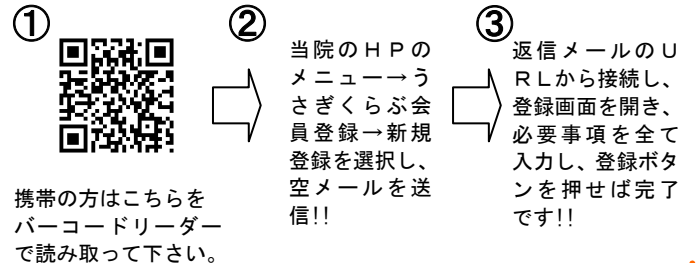 ①
携帯の方はこちらを
バーコードリーダー
で読み取って下さい。
②
当院のＨＰの
メニュー→う
さぎくらぶ会
員登録→新規
登録を選択し、
空メールを送
信!!
③
返信メールのＵ
ＲＬから接続し、
登録画面を開き、
必要事項を全て
入力し、登録ボタ
ンを押せば完了
です!!